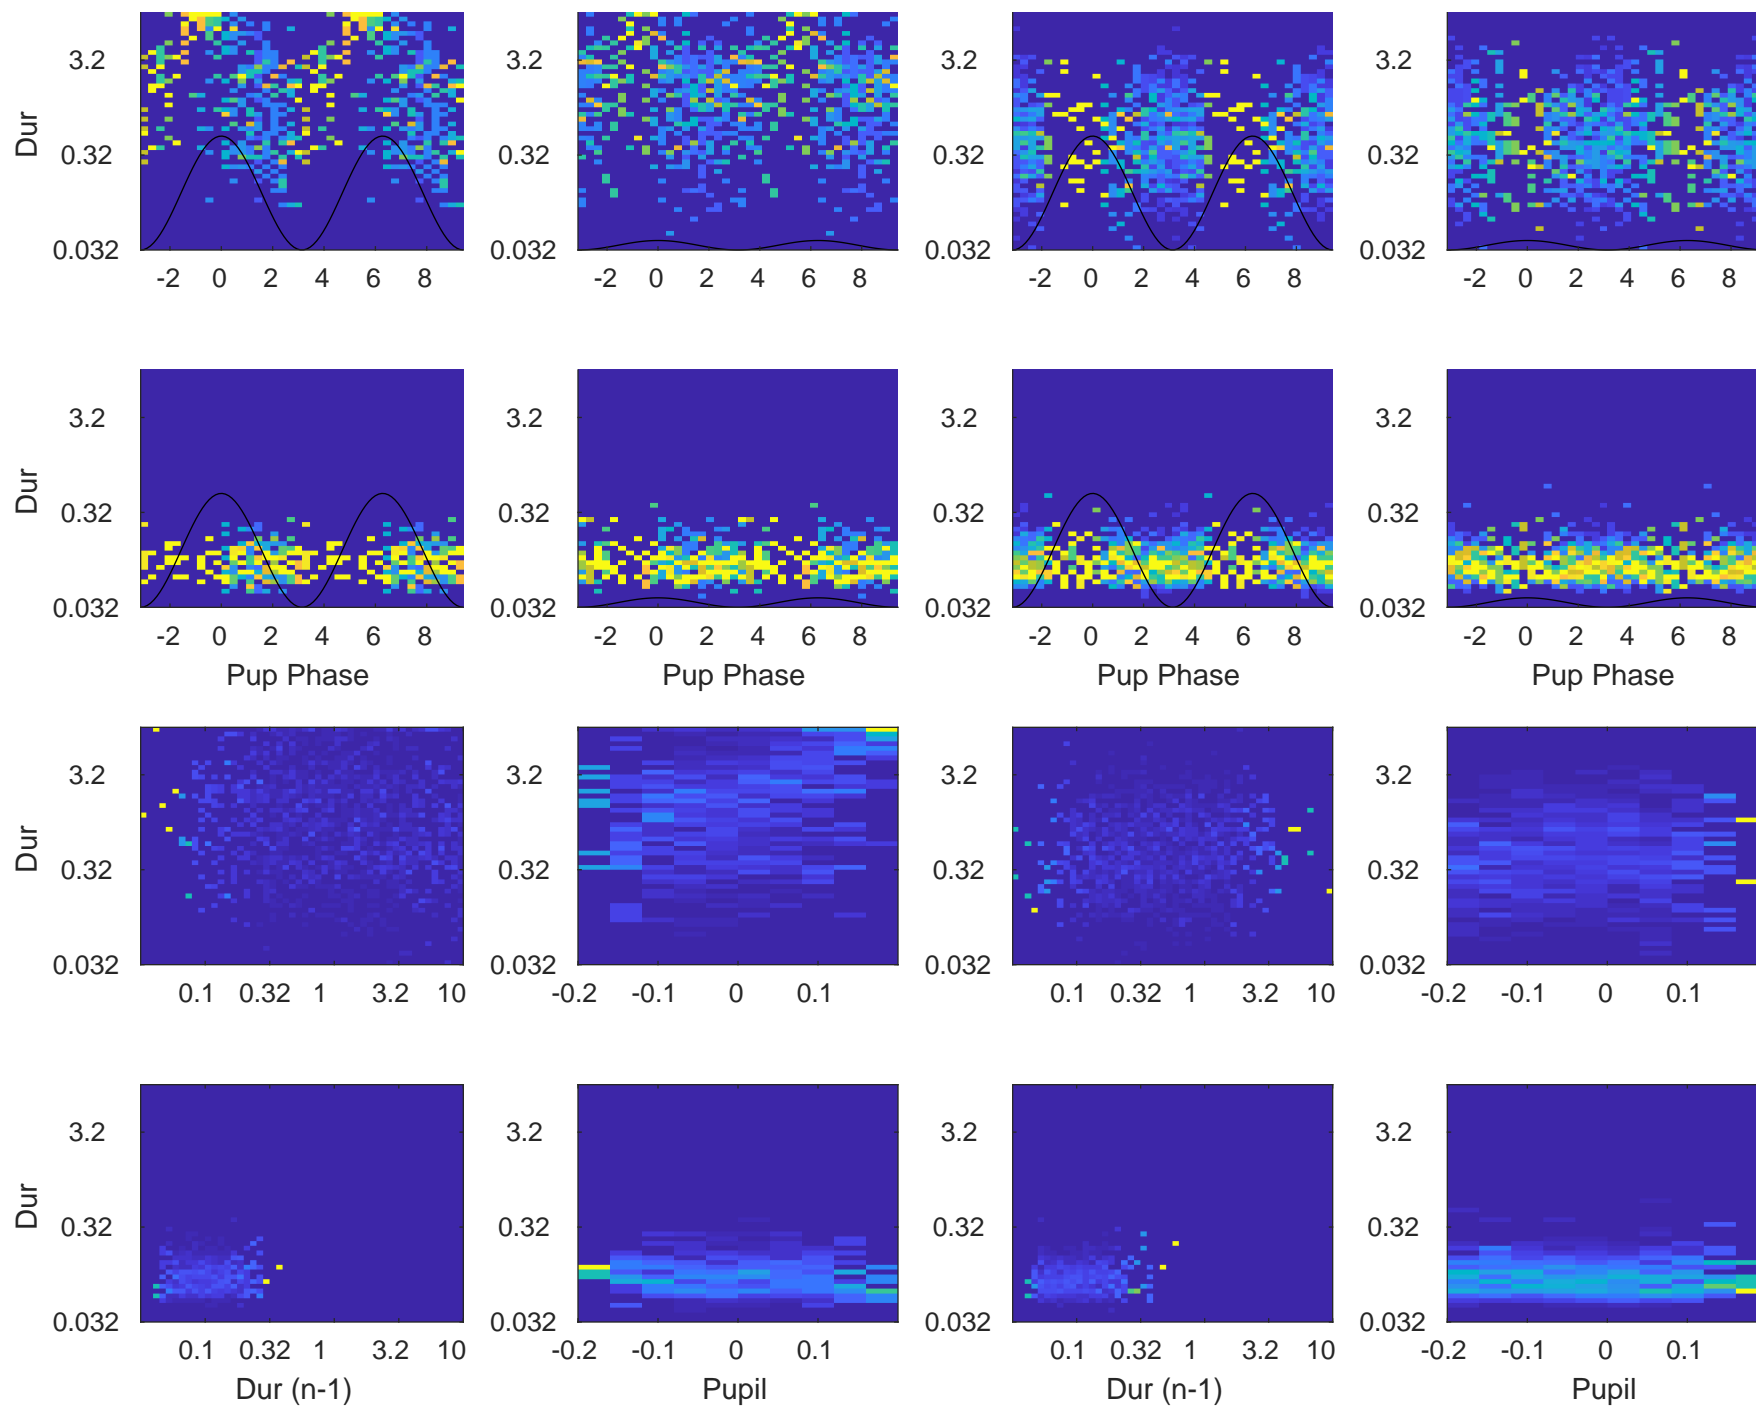 3.2 3.2 3.2 3.2
Dur
0.32 0.32 0.32 0.32
0.032 0.032 0.032 0.032
-2 0 2 4 6 8 -2 0 2 4 6 8 -2 0 2 4 6 8 -2 0 2 4 6 8
3.2 3.2 3.2 3.2
Dur
0.32 0.32 0.32 0.32
0.032 0.032 0.032 0.032
-2 0 2 4 6 8 -2 0 2 4 6 8 -2 0 2 4 6 8 -2 0 2 4 6 8
Pup Phase Pup Phase Pup Phase Pup Phase
3.2 3.2 3.2 3.2
Dur
0.32 0.32 0.32 0.32
0.032 0.032 0.032 0.032
0.1 0.32 1 3.2 10 -0.2 -0.1 0 0.1 0.1 0.32 1 3.2 10 -0.2 -0.1 0 0.1
3.2 3.2 3.2 3.2
Dur
0.32 0.32 0.32 0.32
0.032 0.032 0.032 0.032
0.1 0.32 1 3.2 10 -0.2 -0.1 0 0.1 0.1 0.32 1 3.2 10 -0.2 -0.1 0 0.1
Dur (n-1) Pupil Dur (n-1) Pupil